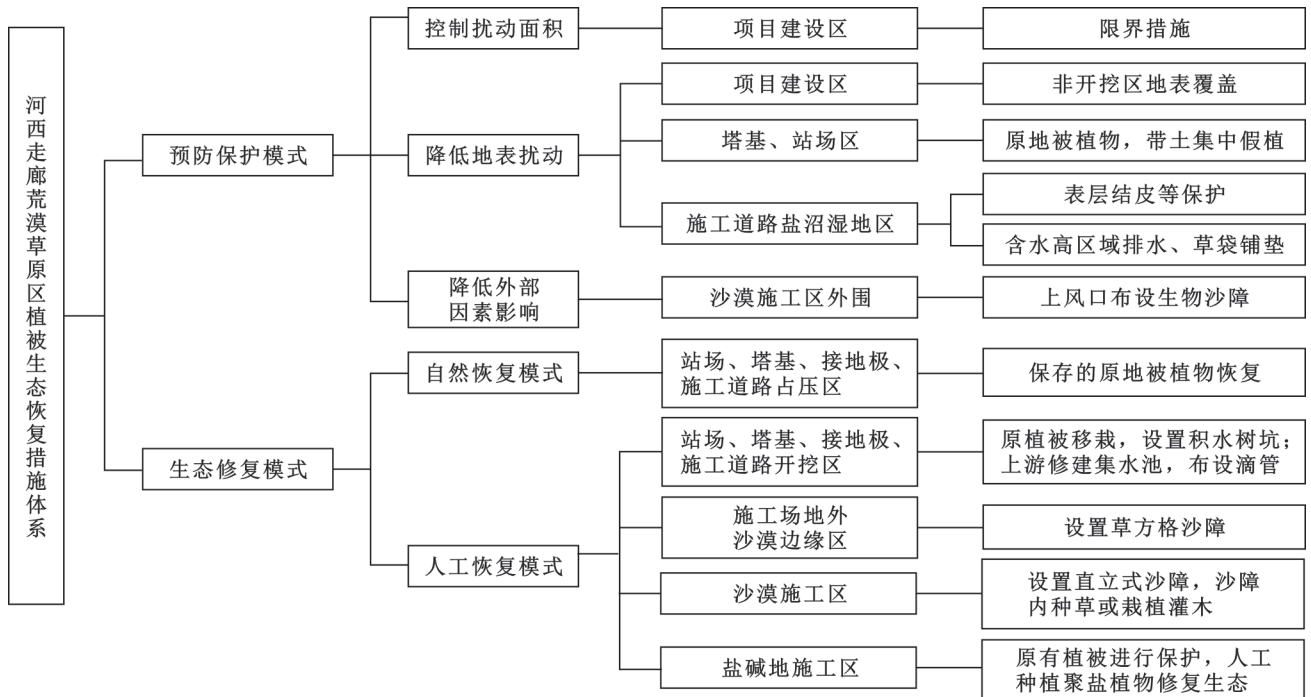 河西走廊荒漠草原区植被生态恢复措施体系
预防保护模式
控制扰动面积
项目建设区
限界措施
降低地表扰动
项目建设区
非开挖区地表覆盖
塔基、站场区
原地被植物，带土集中假植
施工道路盐沼湿地区
表层结皮等保护
含水高区域排水、草袋铺垫
降低外部
因素影响
沙漠施工区外围
上风口布设生物沙障
生态修复模式
自然恢复模式
站场、塔基、接地极、
施工道路占压区
保存的原地被植物恢复
人工恢复模式
站场、塔基、接地极、
施工道路开挖区
原植被移栽，设置积水树坑；
上游修建集水池，布设滴管
施工场地外
沙漠边缘区
设置草方格沙障
沙漠施工区
设置直立式沙障，沙障
内种草或栽植灌木
盐碱地施工区
原有植被进行保护，人工
种植聚盐植物修复生态